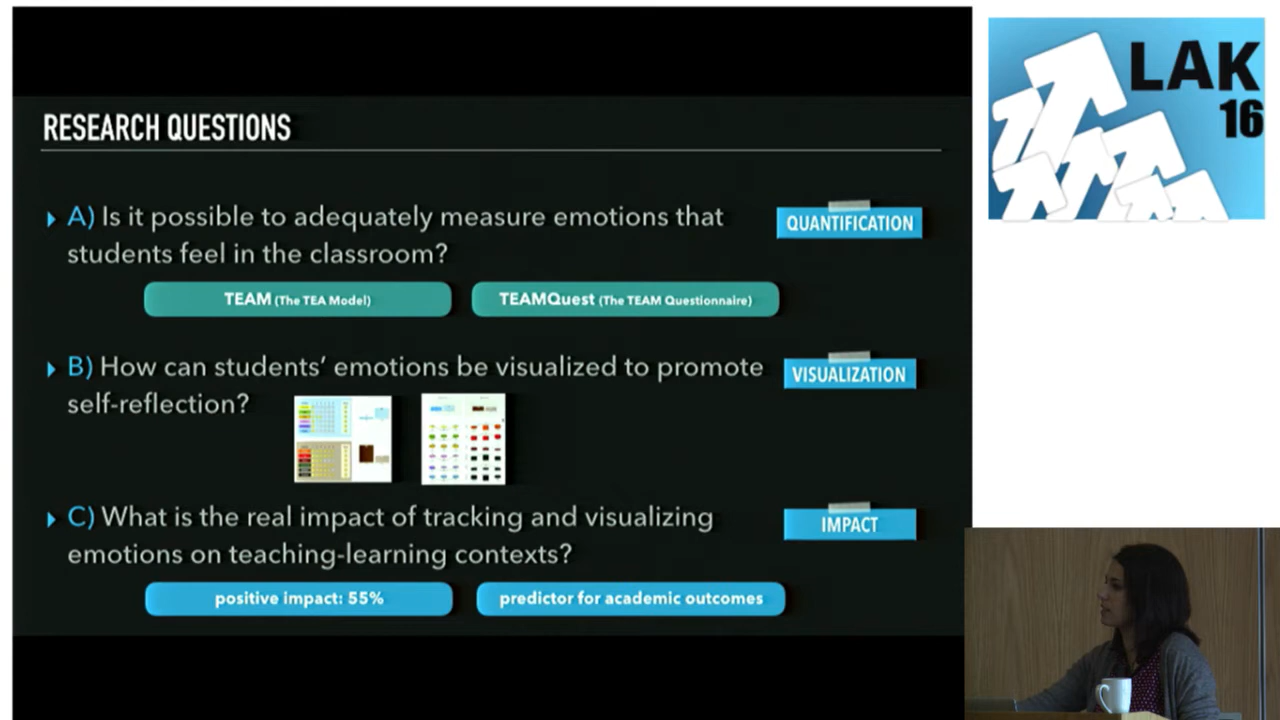 RESEARCH QUESTIONS
A) Is it possible to adequately measure emotions that
students feel in the classroom?
QUANTIFICATION
TEAM (The TEA Model)
TEAMQuest (The TEAM Questionnaire)
B) How can students' emotions be visualized to promote
self-reflection?
VISUALIZATION
C) What is the real impact of tracking and visualizing
emotions on teaching-learning contexts?
IMPACT
positive impact: 55%
predictor for academic outcomes
LAK
16